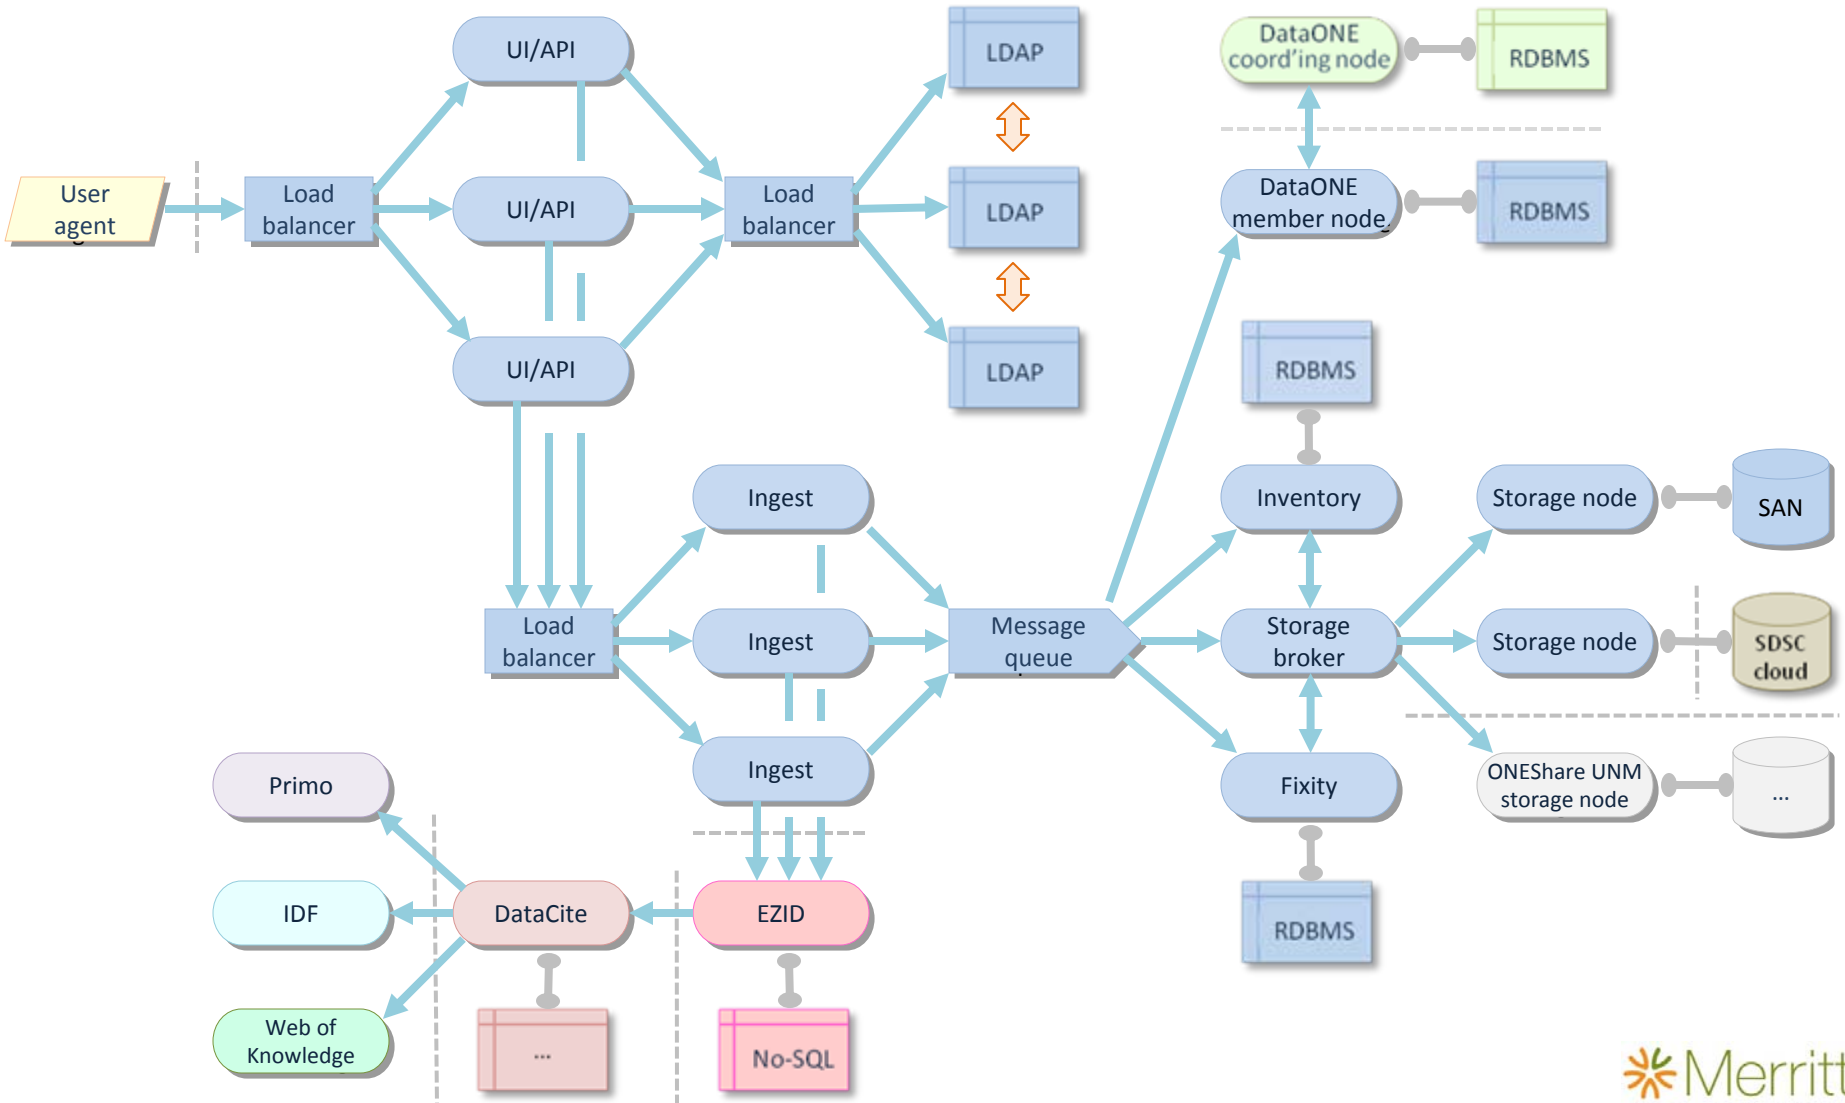 UI/API
LDAP
DataONE
coord'ing node
RDBMS
User
agent
Load
balancer
UI/API
Load
balancer
LDAP
DataONE
member node
RDBMS
UI/API
LDAP
RDBMS
Ingest
Inventory
Storage node
SAN
Load
balancer
Ingest
Message
queue
Storage
broker
Storage node
SDSC
cloud
Primo
Ingest
Fixity
ONEShare UNM
storage node
...
IDF
DataCite
EZID
RDBMS
Web of
Knowledge
...
No-SQL
Merritt